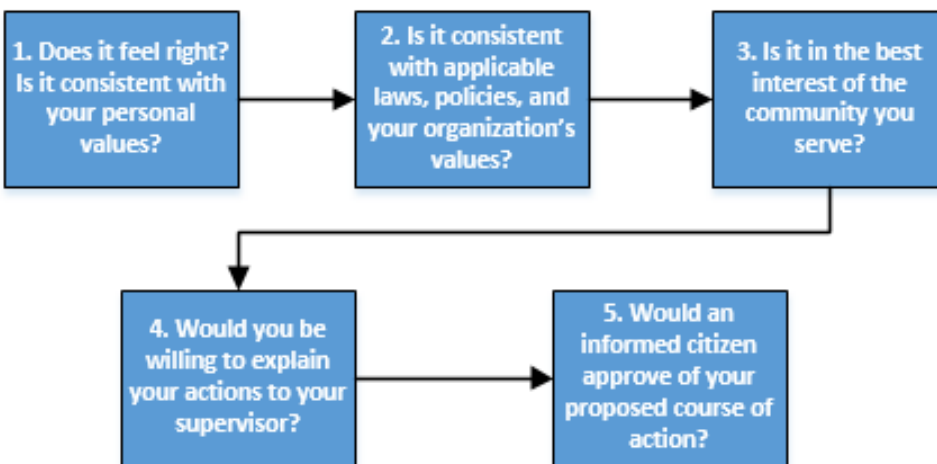 1. Does it feel right?
Is it consistent with
your personal
values?
2. Is it consistent
with applicable
laws, policies, and
your organization's
values?
3. Is it in the best
interest of the
community you
serve?
4. Would you be
willing to explain
your actions to your
supervisor?
5. Would an
informed citizen
approve of your
proposed course of
action?